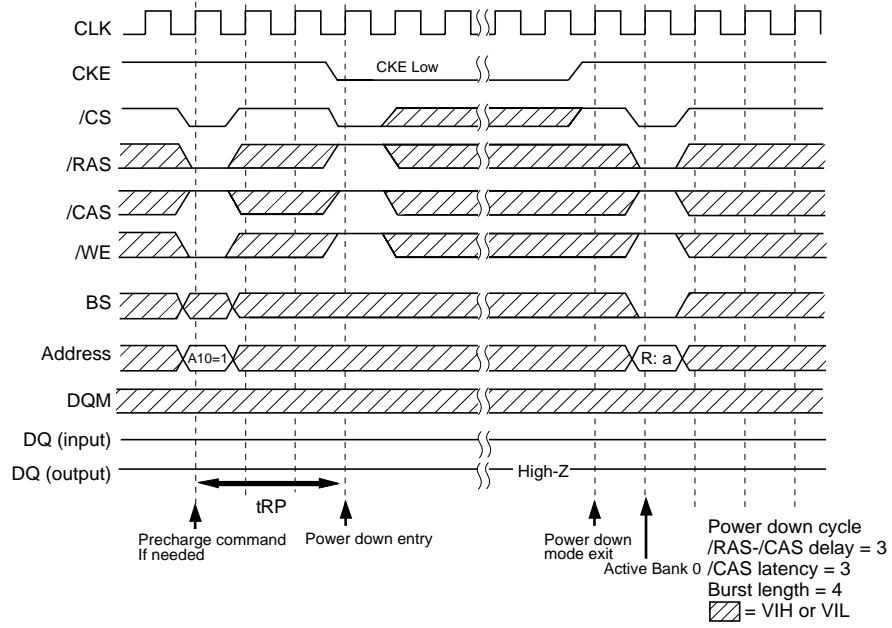 CLK
CKE
CKE Low
/CS
/RAS
/CAS
/WE
BS
Address
A10=1
R: a
DQM
DQ (input)
DQ (output)
High-Z
tRP
Precharge command
If needed
Power down entry
Power down
mode exit
Active Bank 0
Power down cycle
/RAS-/CAS delay = 3
/CAS latency = 3
Burst length = 4
= VIH or VIL